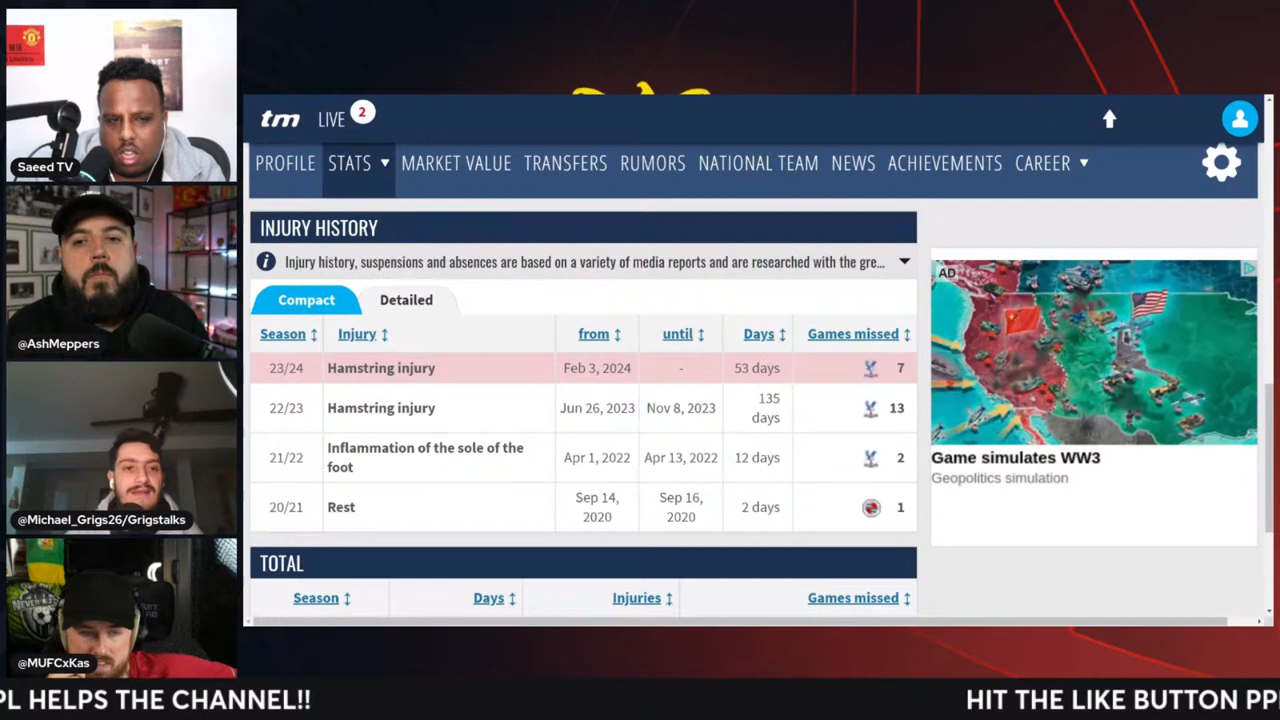 Saeed TV
@AshMeppers
@Michael_Grigs26/Grigstalks
@MUFCxKas
tm LIVE 2
PROFILE STATS MARKET VALUE TRANSFERS RUMORS NATIONAL TEAM NEWS ACHIEVEMENTS CAREER
INJURY HISTORY
Injury history, suspensions and absences are based on a variety of media reports and are researched with the gre...
Compact Detailed
Season Injury from until Days Games missed
23/24 Hamstring injury Feb 3, 2024 - 53 days 7
22/23 Hamstring injury Jun 26, 2023 Nov 8, 2023 135 days 13
21/22 Inflammation of the sole of the foot Apr 1, 2022 Apr 13, 2022 12 days 2
20/21 Rest Sep 14, 2020 Sep 16, 2020 2 days 1
TOTAL
Season Days Injuries Games missed
AD
Game simulates WW3
Geopolitics simulation
PL HELPS THE CHANNEL!! HIT THE LIKE BUTTON PP